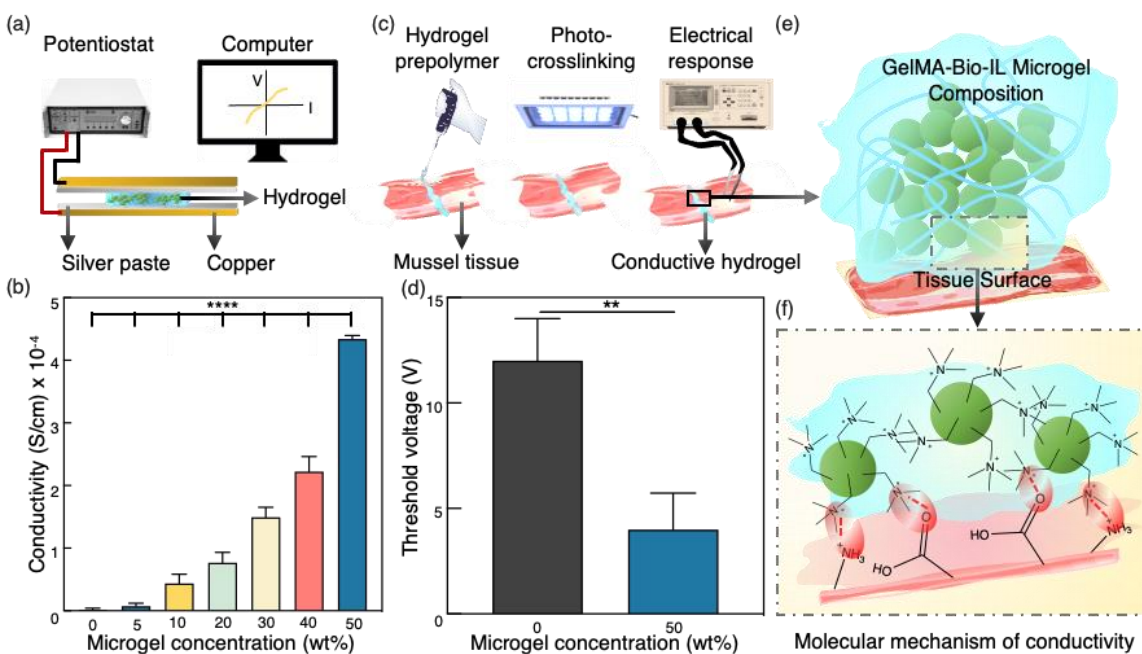 (a)
Potentiostat
Computer
V
I
Hydrogel
Silver paste
Copper
(b)
****
Conductivity (S/cm) x 10⁻⁴
5
4
3
2
1
0
0 5 10 20 30 40 50
Microgel concentration (wt%)
(c)
Hydrogel
prepolymer
Photo-
crosslinking
Electrical
response
Mussel tissue
Conductive hydrogel
(d)
**
Threshold voltage (V)
15
10
5
0
0 50
Microgel concentration (wt%)
(e)
GelMA-Bio-IL Microgel
Composition
Tissue Surface
(f)
N⁺
N⁺
N⁺
N⁺
N⁺
N⁺
N⁺
N⁺
N⁺
N⁺
N⁺
N⁺
N⁺
O
O
HO
HO
⁺NH₃
NH₃
Molecular mechanism of conductivity